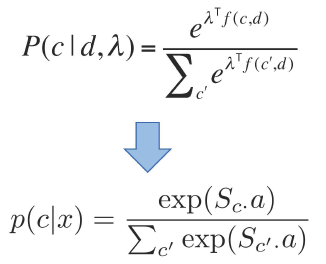 P(c | d, λ) = e^{λ^⊤ f(c,d)} / ∑_{c'} e^{λ^⊤ f(c',d)}
p(c|x) = exp(S_c.a) / ∑_{c'} exp(S_{c'}.a)